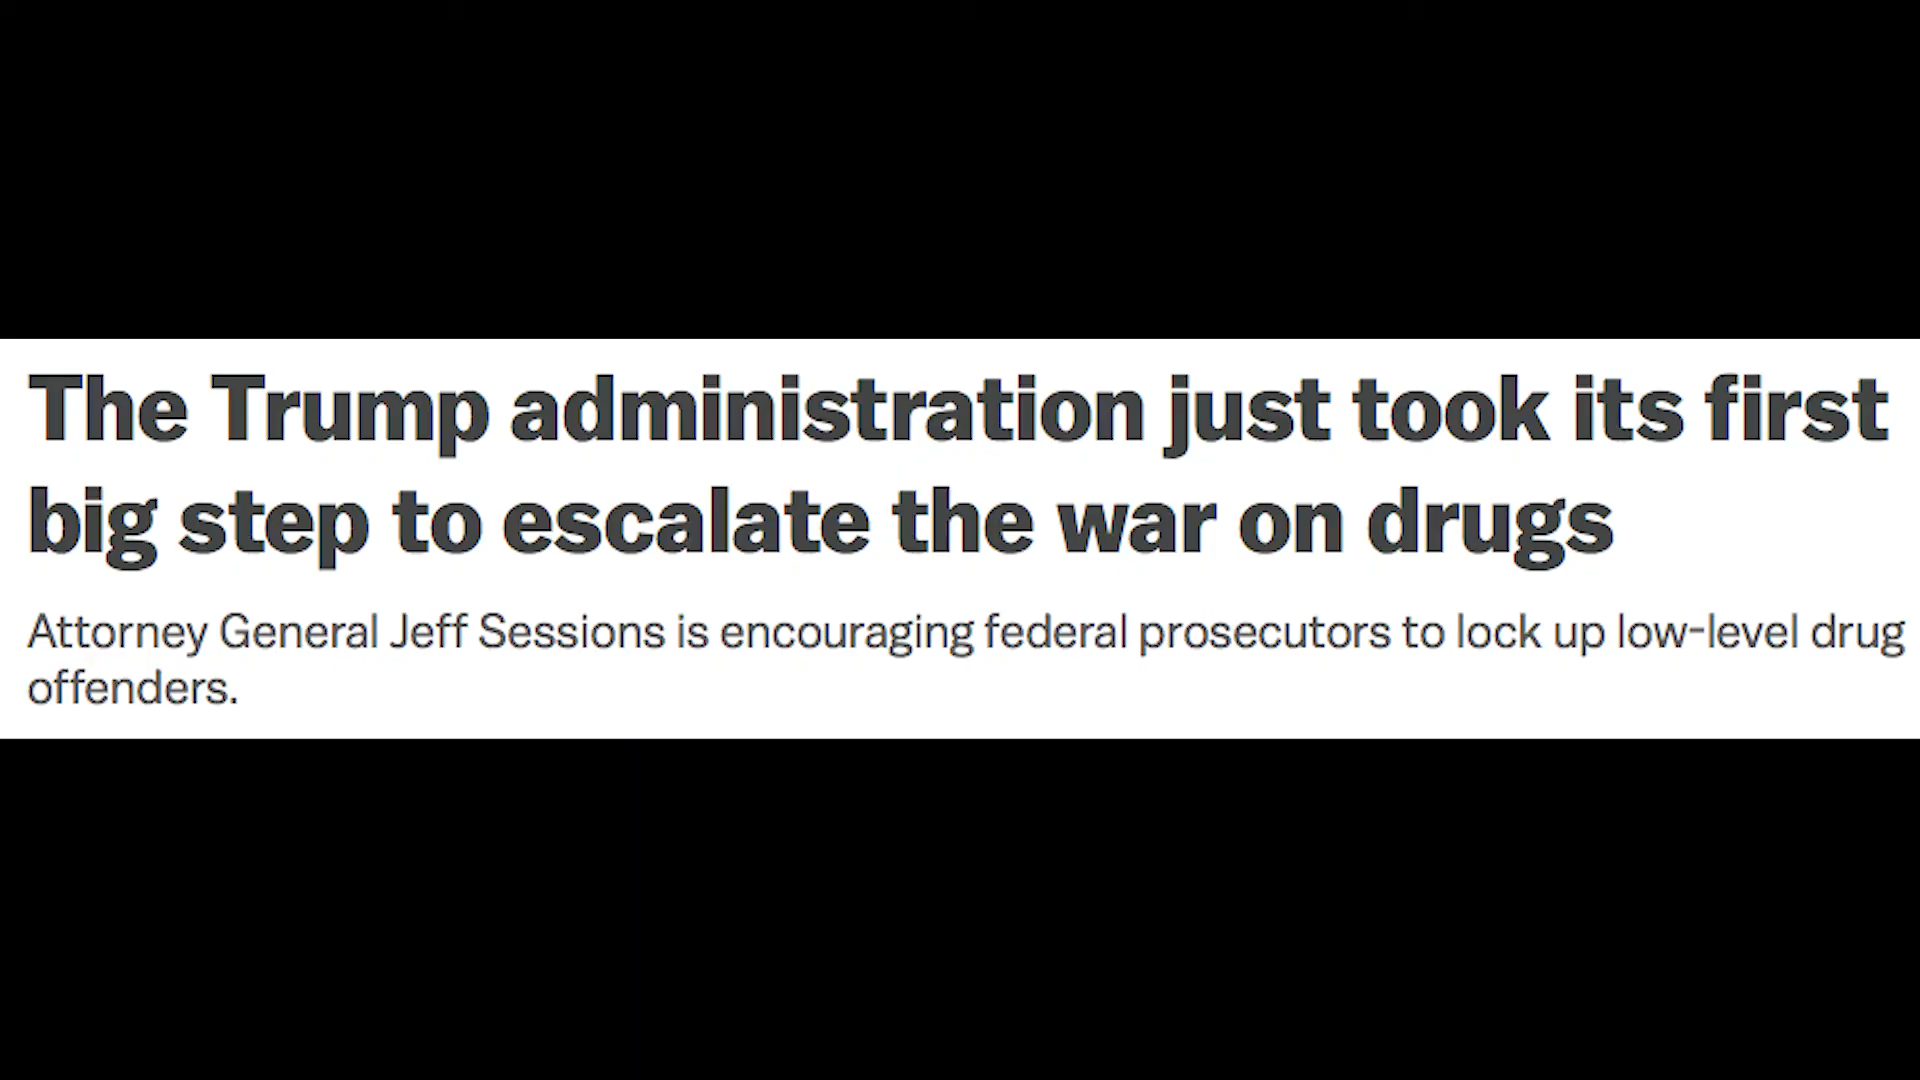 The Trump administration just took its first
big step to escalate the war on drugs
Attorney General Jeff Sessions is encouraging federal prosecutors to lock up low-level drug
offenders.